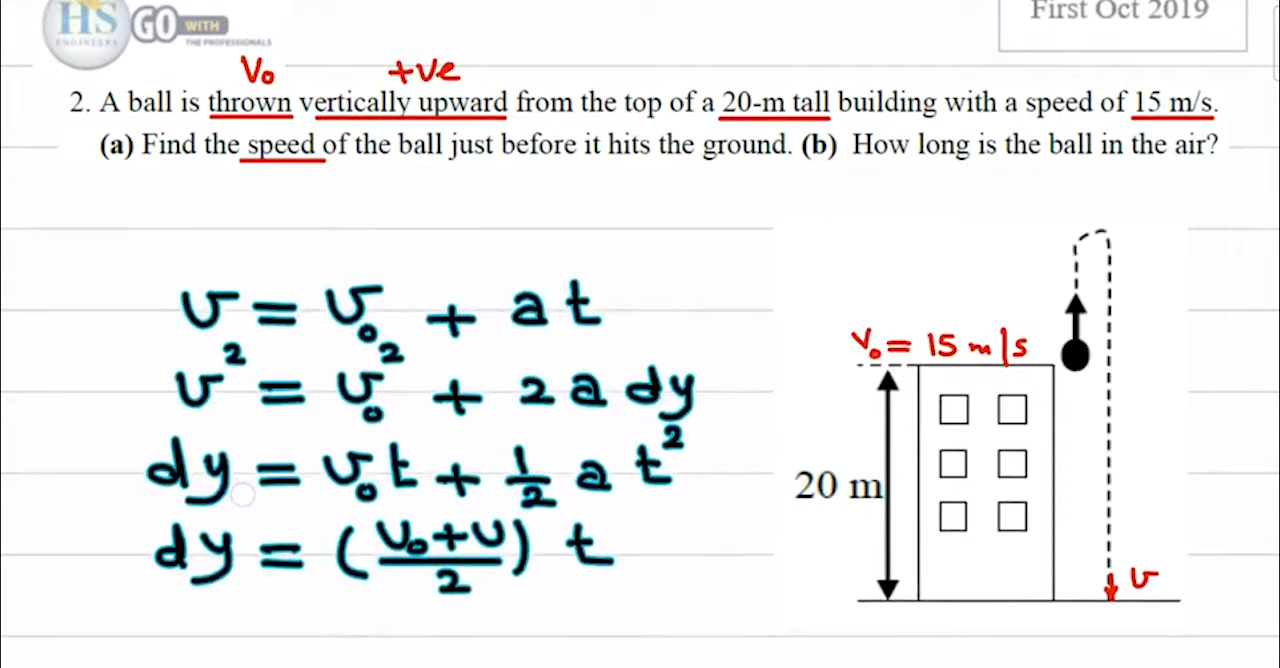 HS GO WITH
ENGINEERS THE PROFESSIONALS
First Oct 2019
V₀ +ve
2. A ball is thrown vertically upward from the top of a 20-m tall building with a speed of 15 m/s.
(a) Find the speed of the ball just before it hits the ground. (b) How long is the ball in the air?
v = v₀ + at
v² = v₀² + 2 a dy
dy = v₀t + ½ a t²
dy = (V₀+v/2) t
V₀ = 15 m/s
20 m
v